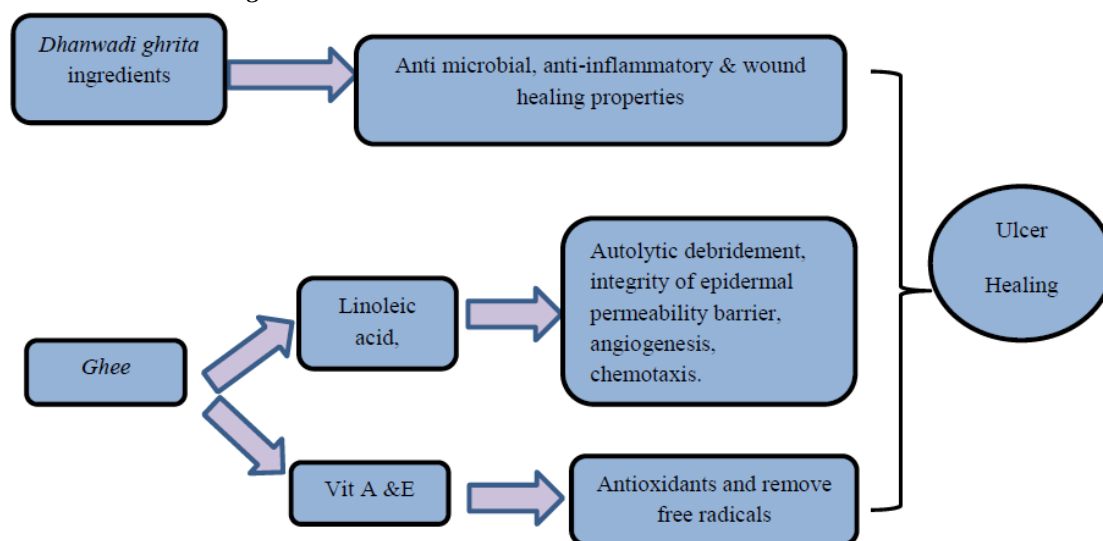 Dhanwadi ghrita
ingredients
Anti microbial, anti-inflammatory & wound
healing properties
Ulcer
Healing
Autolytic debridement,
integrity of epidermal
permeability barrier,
angiogenesis,
chemotaxis.
Linoleic
acid,
Ghee
Vit A &E
Antioxidants and remove
free radicals